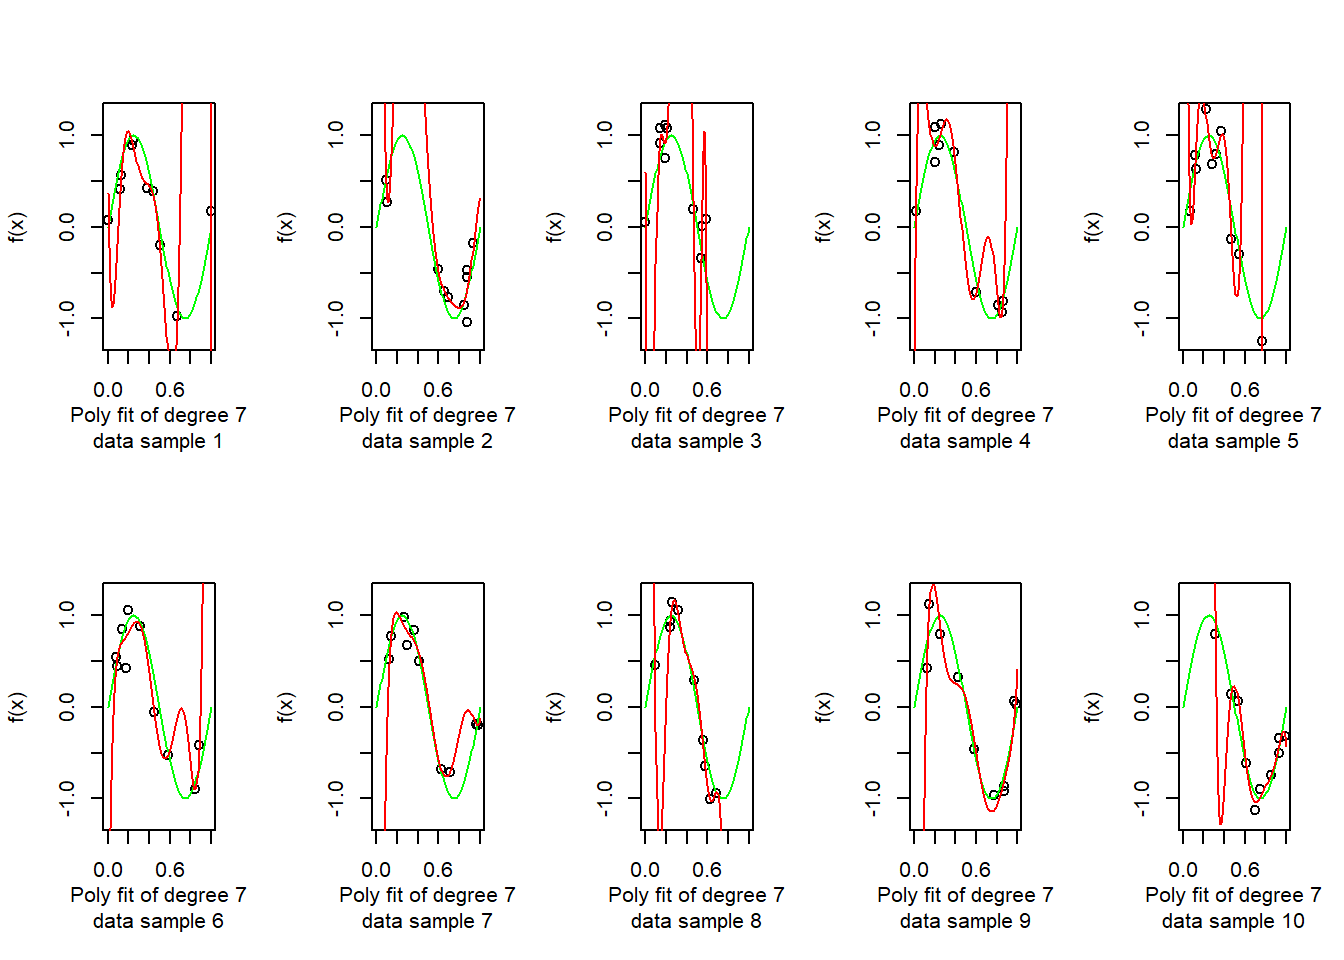 f(x)
1.0
0.0
-1.0
0.0 0.6
Poly fit of degree 7
data sample 1
f(x)
1.0
0.0
-1.0
0.0 0.6
Poly fit of degree 7
data sample 2
f(x)
1.0
0.0
-1.0
0.0 0.6
Poly fit of degree 7
data sample 3
f(x)
1.0
0.0
-1.0
0.0 0.6
Poly fit of degree 7
data sample 4
f(x)
1.0
0.0
-1.0
0.0 0.6
Poly fit of degree 7
data sample 5
f(x)
1.0
0.0
-1.0
0.0 0.6
Poly fit of degree 7
data sample 6
f(x)
1.0
0.0
-1.0
0.0 0.6
Poly fit of degree 7
data sample 7
f(x)
1.0
0.0
-1.0
0.0 0.6
Poly fit of degree 7
data sample 8
f(x)
1.0
0.0
-1.0
0.0 0.6
Poly fit of degree 7
data sample 9
f(x)
1.0
0.0
-1.0
0.0 0.6
Poly fit of degree 7
data sample 10